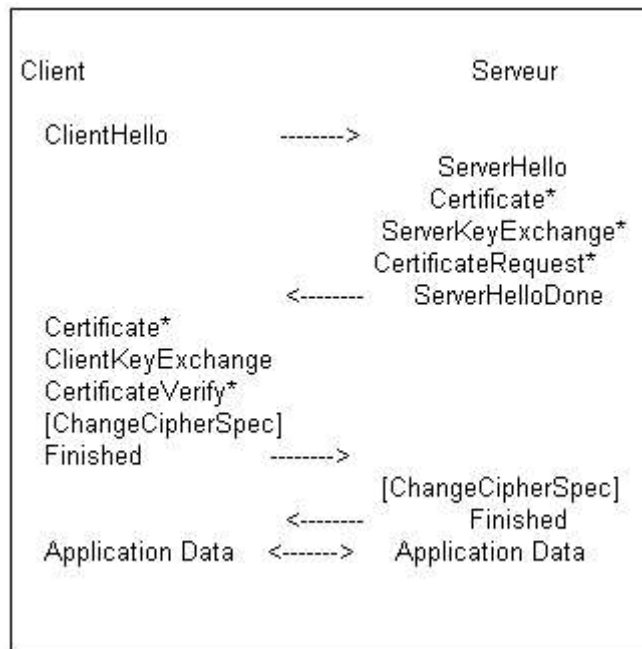 Client Serveur
ClientHello -------->
ServerHello
Certificate*
ServerKeyExchange*
CertificateRequest*
<-------- ServerHelloDone
Certificate*
ClientKeyExchange
CertificateVerify*
[ChangeCipherSpec]
Finished -------->
[ChangeCipherSpec]
<-------- Finished
Application Data <-------> Application Data